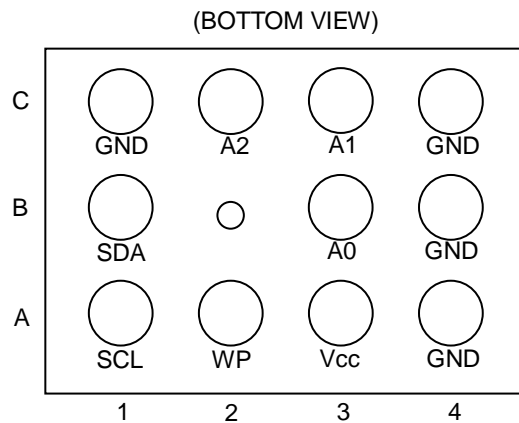 (BOTTOM VIEW)
C
GND A2 A1 GND
B
SDA A0 GND
A
SCL WP Vcc GND
1 2 3 4